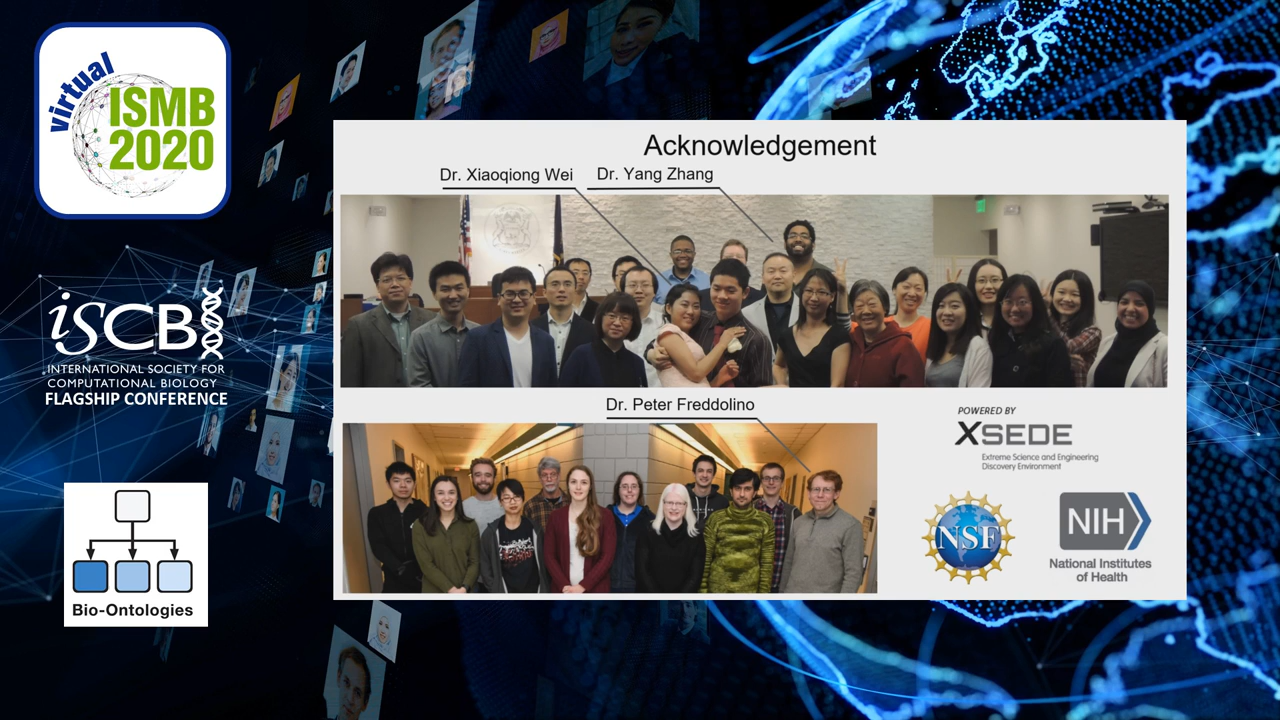 virtual
ISMB
2020
iSCB
INTERNATIONAL SOCIETY FOR
COMPUTATIONAL BIOLOGY
FLAGSHIP CONFERENCE
Bio-Ontologies
Acknowledgement
Dr. Xiaoqiong Wei
Dr. Yang Zhang
Dr. Peter Freddolino
POWERED BY
XSEDE
Extreme Science and Engineering
Discovery Environment
NSF
NIH
National Institutes
of Health